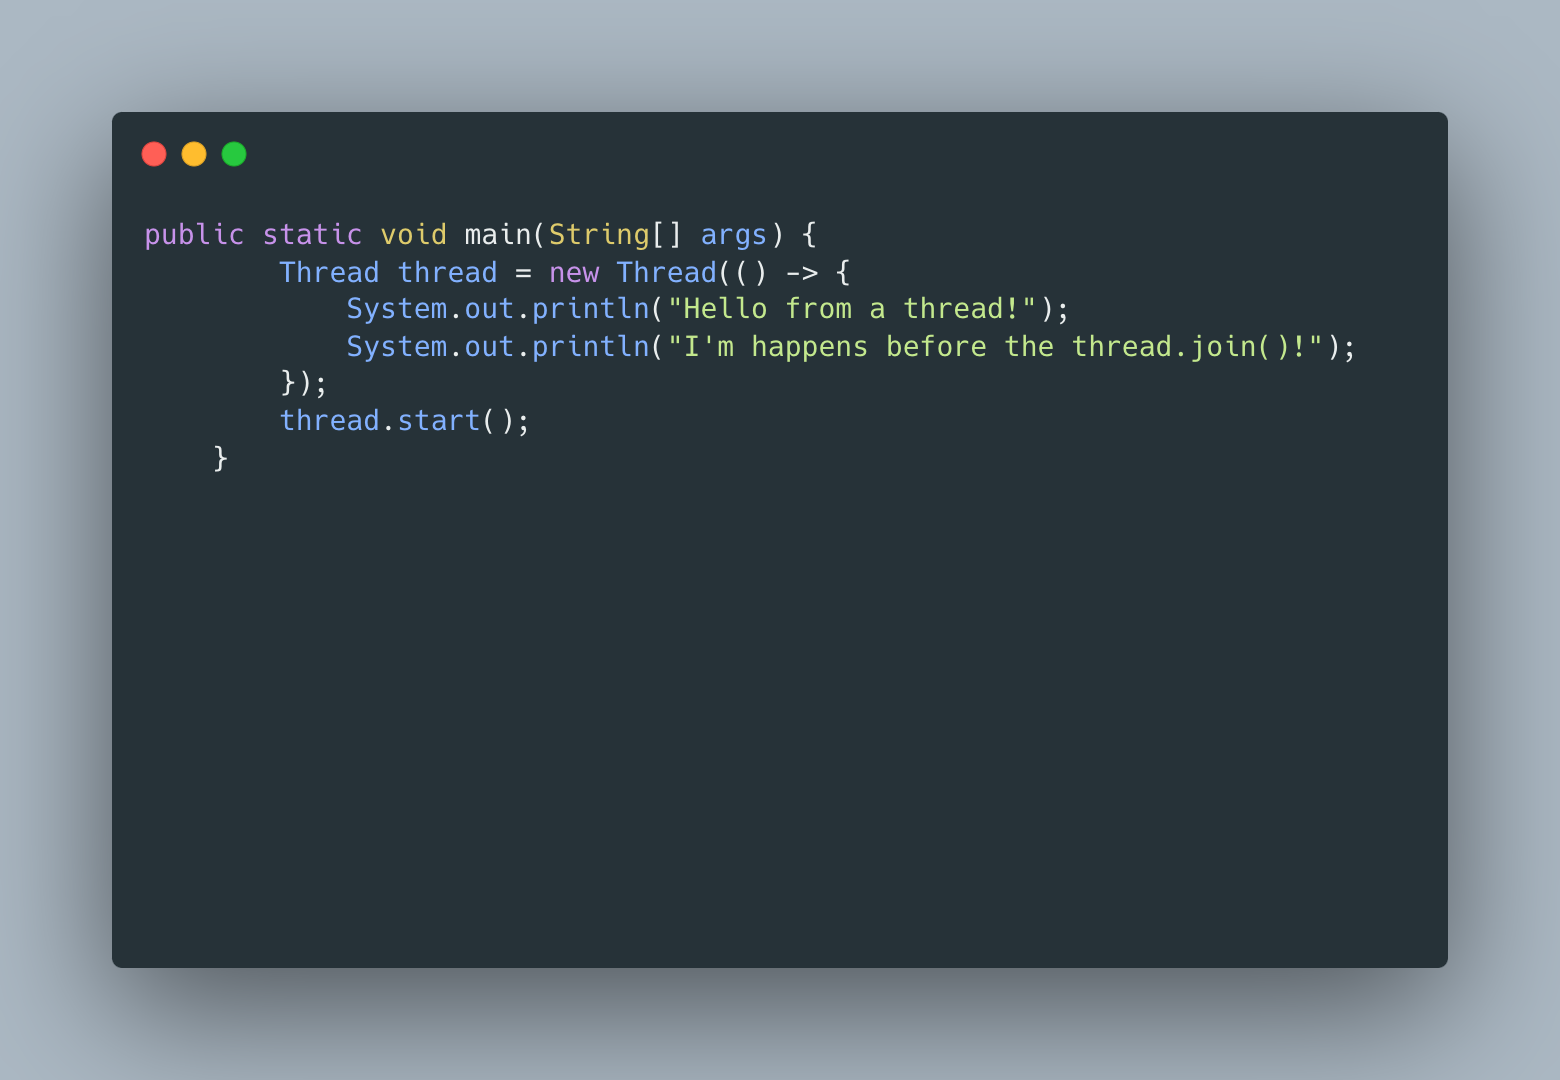 public static void main(String[] args) {
        Thread thread = new Thread(() -> {
            System.out.println("Hello from a thread!");
            System.out.println("I'm happens before the thread.join()!");
        });
        thread.start();
    }